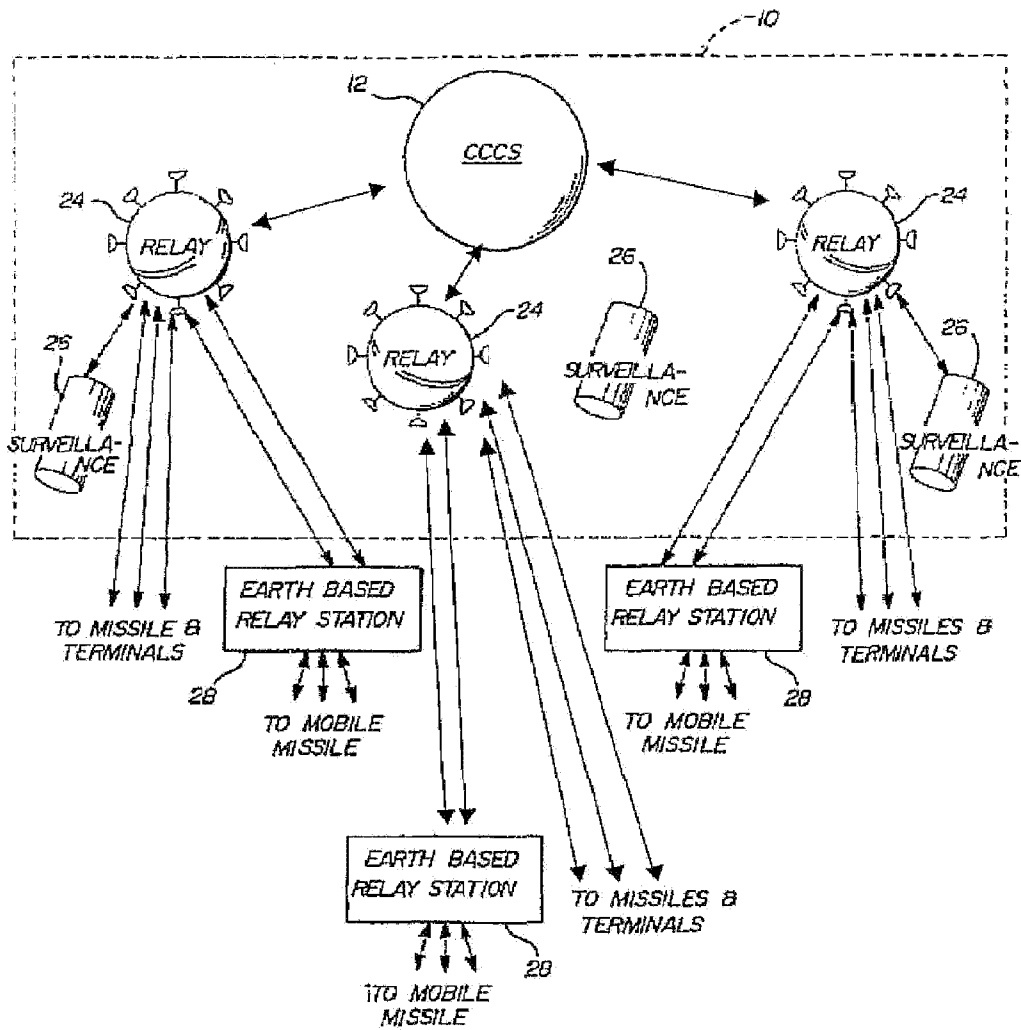 10
12
CCCS
24
RELAY
24
RELAY
26
24
RELAY
26
SURVEILLA-
NCE
26
SURVEILLA-
NCE
26
SURVEILLA-
NCE
EARTH BASED
RELAY STATION
EARTH BASED
RELAY STATION
TO MISSILE &
TERMINALS
28
TO MOBILE
MISSILE
TO MOBILE
MISSILE
28
TO MISSILES &
TERMINALS
EARTH BASED
RELAY STATION
TO MISSILES &
TERMINALS
28
TO MOBILE
MISSILE